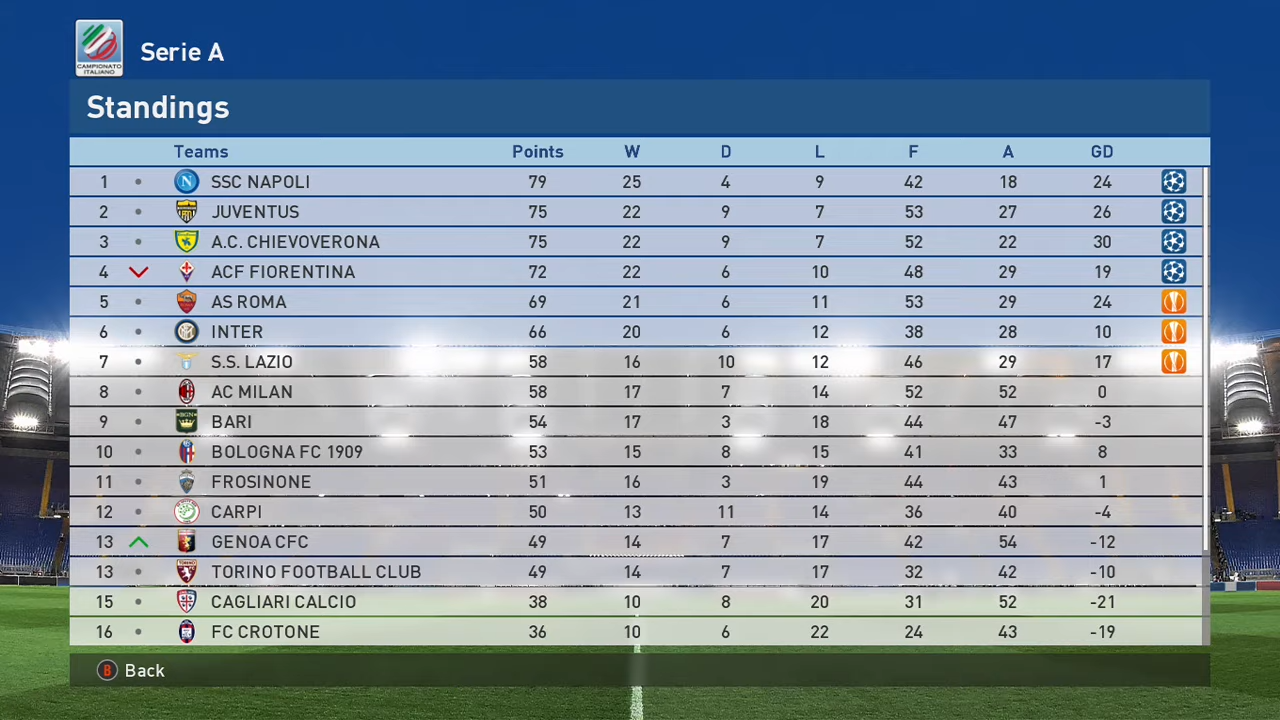 CAMPIONATO
ITALIANO
Serie A
Standings
Teams Points W D L F A GD
1 SSC NAPOLI 79 25 4 9 42 18 24
2 JUVENTUS 75 22 9 7 53 27 26
3 A.C. CHIEVOVERONA 75 22 9 7 52 22 30
4 ACF FIORENTINA 72 22 6 10 48 29 19
5 AS ROMA 69 21 6 11 53 29 24
6 INTER 66 20 6 12 38 28 10
7 S.S. LAZIO 58 16 10 12 46 29 17
8 AC MILAN 58 17 7 14 52 52 0
9 BARI 54 17 3 18 44 47 -3
10 BOLOGNA FC 1909 53 15 8 15 41 33 8
11 FROSINONE 51 16 3 19 44 43 1
12 CARPI 50 13 11 14 36 40 -4
13 GENOA CFC 49 14 7 17 42 54 -12
13 TORINO FOOTBALL CLUB 49 14 7 17 32 42 -10
15 CAGLIARI CALCIO 38 10 8 20 31 52 -21
16 FC CROTONE 36 10 6 22 24 43 -19
B Back